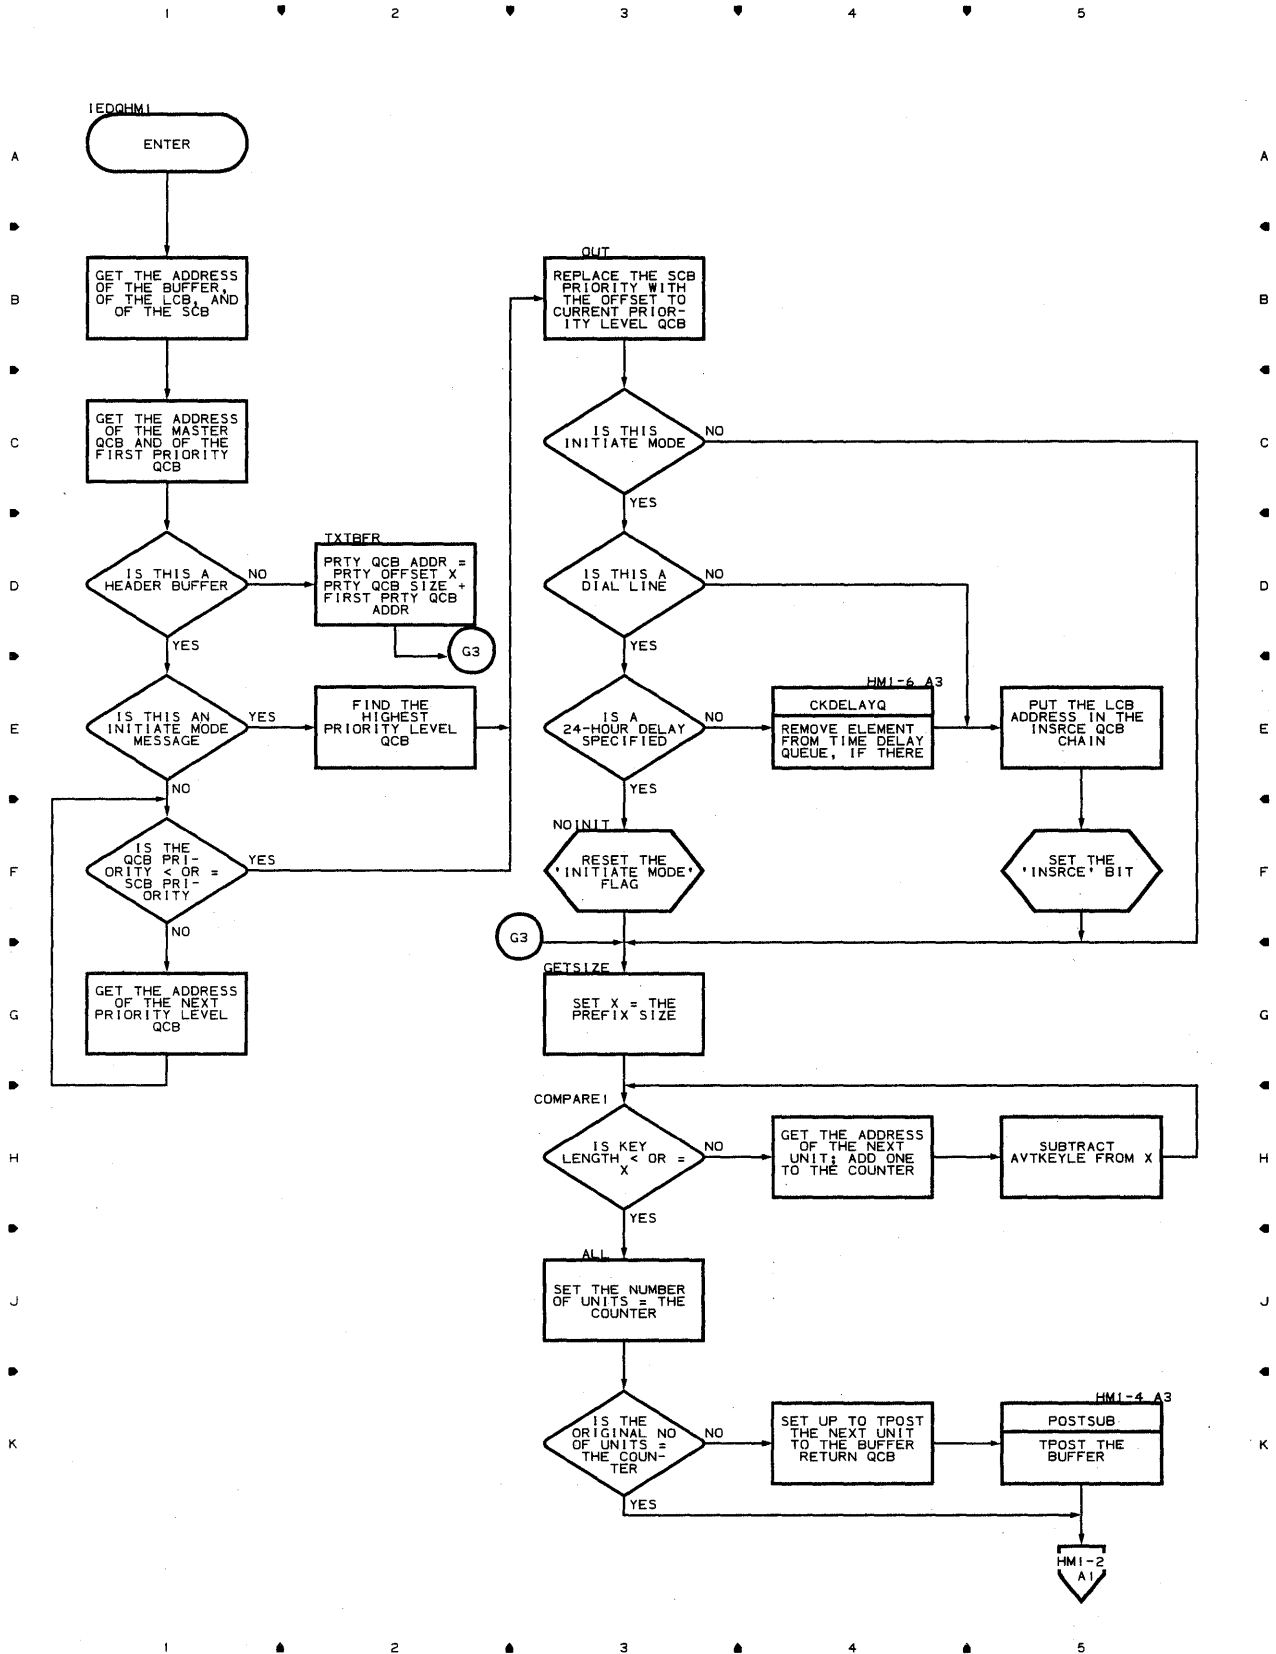 1 2 3 4 5
IEDQHM1
ENTER
A A
GET THE ADDRESS
OF THE BUFFER,
OF THE LCB, AND
OF THE SCB
OUT
REPLACE THE SCB
PRIORITY WITH
THE OFFSET TO
CURRENT PRIOR-
ITY LEVEL QCB
B B
GET THE ADDRESS
OF THE MASTER
QCB AND OF THE
FIRST PRIORITY
QCB
IS THIS
INITIATE MODE
NO
YES
C C
IS THIS A
HEADER BUFFER
NO
YES
TXTBFR
PRTY QCB ADDR =
PRTY OFFSET X
PRTY QCB SIZE +
FIRST PRTY QCB
ADDR
G3
IS THIS A
DIAL LINE
NO
YES
D D
IS THIS AN
INITIATE MODE
MESSAGE
YES
NO
FIND THE
HIGHEST
PRIORITY LEVEL
QCB
IS A
24-HOUR DELAY
SPECIFIED
NO
YES
HM1-6 A3
CKDELAYQ
REMOVE ELEMENT
FROM TIME DELAY
QUEUE, IF THERE
PUT THE LCB
ADDRESS IN THE
INSRCE QCB
CHAIN
E E
IS THE
QCB PRI-
ORITY < OR =
SCB PRI-
ORITY
YES
NO
NOINIT
RESET THE
'INITIATE MODE'
FLAG
SET THE
'INSRCE' BIT
F F
G3
GET THE ADDRESS
OF THE NEXT
PRIORITY LEVEL
QCB
GETSIZE
SET X = THE
PREFIX SIZE
G G
COMPARE1
IS KEY
LENGTH < OR =
X
NO
YES
GET THE ADDRESS
OF THE NEXT
UNIT; ADD ONE
TO THE COUNTER
SUBTRACT
AVTKEYLE FROM X
H H
ALL
SET THE NUMBER
OF UNITS = THE
COUNTER
J J
IS THE
ORIGINAL NO
OF UNITS =
THE COUN-
TER
NO
YES
SET UP TO TPOST
THE NEXT UNIT
TO THE BUFFER
RETURN QCB
HM1-4 A3
POSTSUB
TPOST THE
BUFFER
K K
HM1-2
A1
1 2 3 4 5